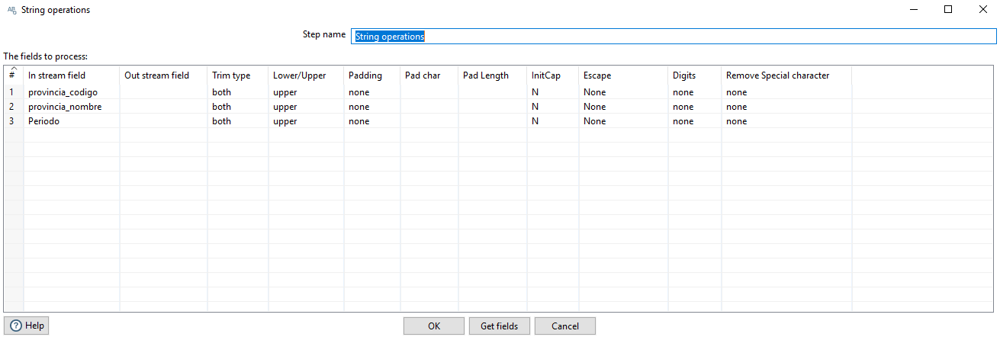 String operations
Step name String operations
The fields to process:
# In stream field Out stream field Trim type Lower/Upper Padding Pad char Pad Length InitCap Escape Digits Remove Special character
1 provincia_codigo both upper none N None none none
2 provincia_nombre both upper none N None none none
3 Periodo both upper none N None none none
Help OK Get fields Cancel